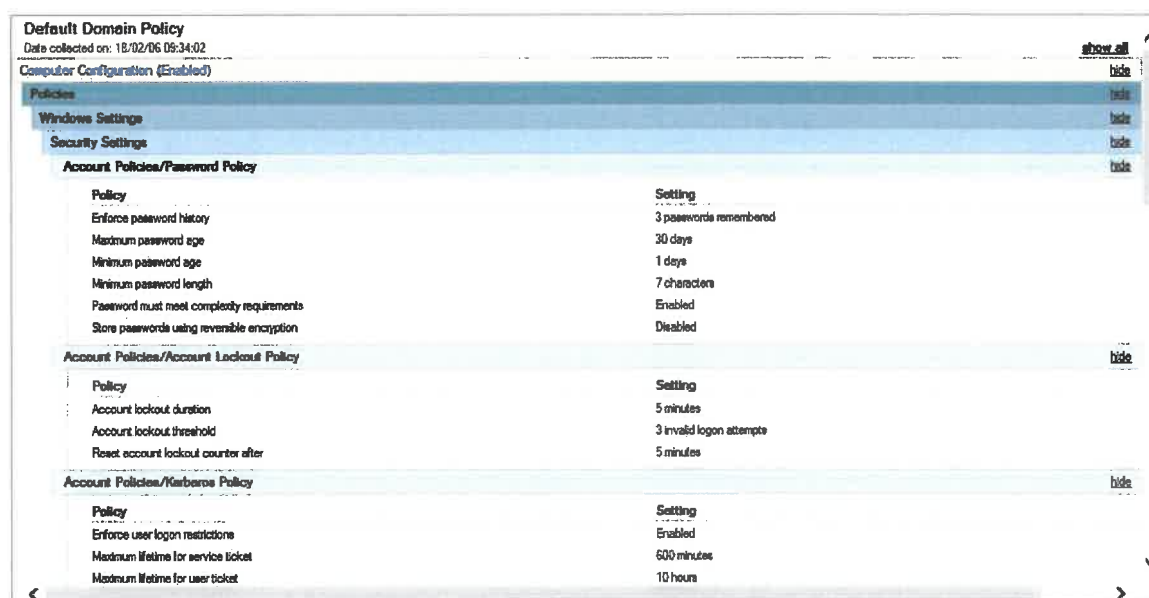 Default Domain Policy
Data collected on: 18/02/06 09:34:02 show all
Computer Configuration (Enabled) hide
Policies hide
Windows Settings hide
Security Settings hide
Account Policies/Password Policy hide
Policy Setting
Enforce password history 3 passwords remembered
Maximum password age 30 days
Minimum password age 1 days
Minimum password length 7 characters
Password must meet complexity requirements Enabled
Store passwords using reversible encryption Disabled
Account Policies/Account Lockout Policy hide
Policy Setting
Account lockout duration 5 minutes
Account lockout threshold 3 invalid logon attempts
Reset account lockout counter after 5 minutes
Account Policies/Kerberos Policy hide
Policy Setting
Enforce user logon restrictions Enabled
Maximum lifetime for service ticket 600 minutes
Maximum lifetime for user ticket 10 hours